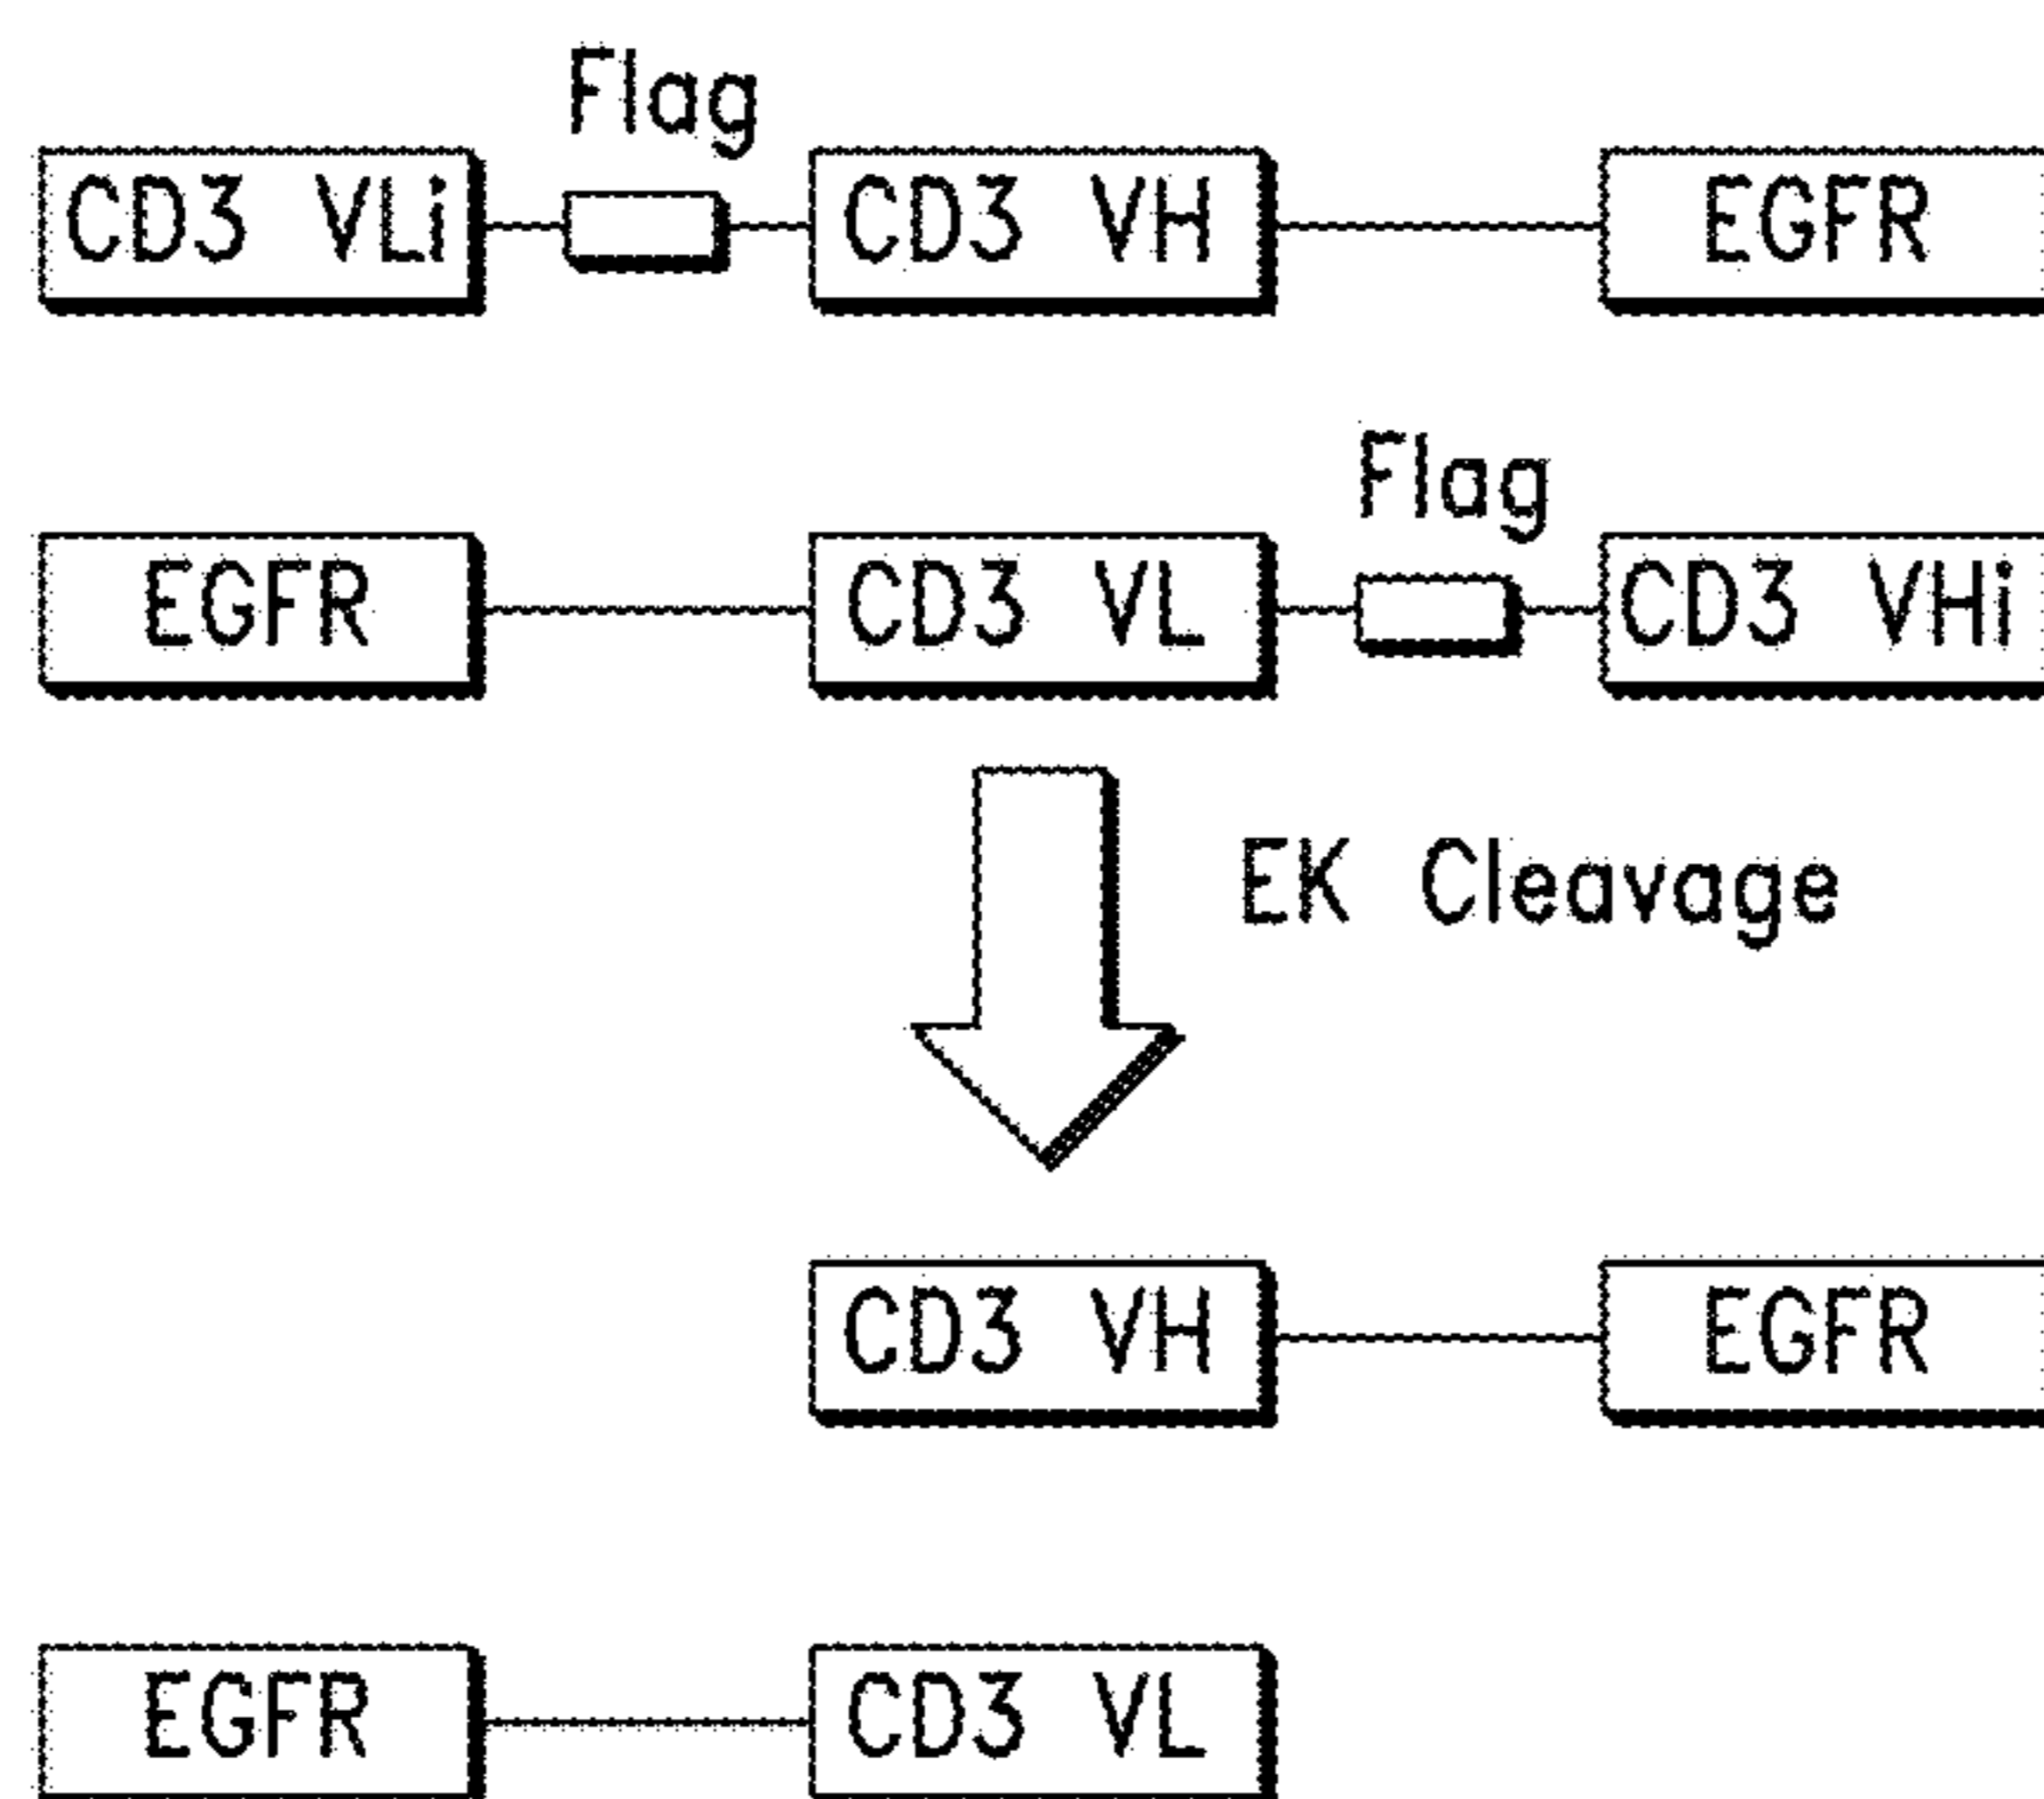 Flag
CD3 VLi CD3 VH EGFR
Flag
EGFR CD3 VL CD3 VHi
EK Cleavage
CD3 VH EGFR
EGFR CD3 VL